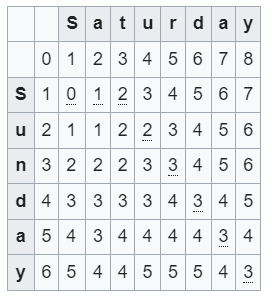 S a t u r d a y
0 1 2 3 4 5 6 7 8
S 1 0 1 2 3 4 5 6 7
u 2 1 1 2 2 3 4 5 6
n 3 2 2 2 3 3 4 5 6
d 4 3 3 3 3 4 3 4 5
a 5 4 3 4 4 4 4 3 4
y 6 5 4 4 5 5 5 4 3